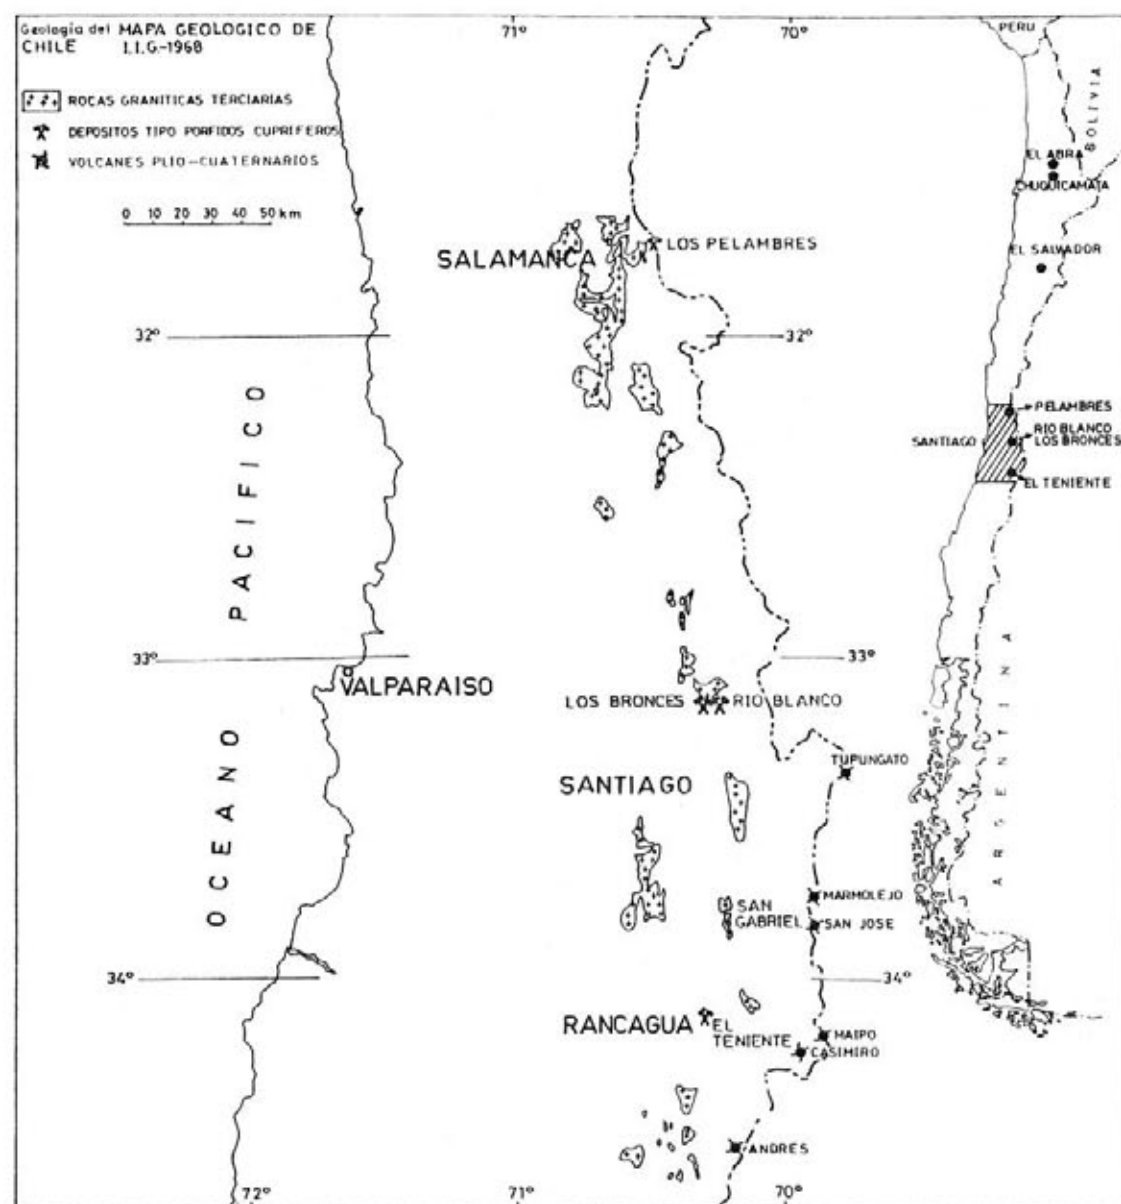 Geologia del MAPA GEOLOGICO DE
CHILE I.I.G.-1968
ROCAS GRANITICAS TERCIARIAS
DEPOSITOS TIPO PORFIDOS CUPRIFEROS
VOLCANES PLIO-CUATERNARIOS
0 10 20 30 40 50 km
71°
70°
PERU
BOLIVIA
EL ABRA
CHUQUICAMATA
EL SALVADOR
SALAMANCA
LOS PELAMBRES
32°
32°
PELAMBRES
RIO BLANCO
SANTIAGO
LOS BRONCES
EL TENIENTE
OCEANO PACIFICO
ARGENTINA
33°
33°
VALPARAISO
LOS BRONCES
RIO BLANCO
TUPUNGATO
SANTIAGO
MARMOLEJO
SAN
GABRIEL
SAN JOSE
34°
34°
RANCAGUA
EL
TENIENTE
MAIPO
CASIMIRO
ANDRES
72°
71°
70°